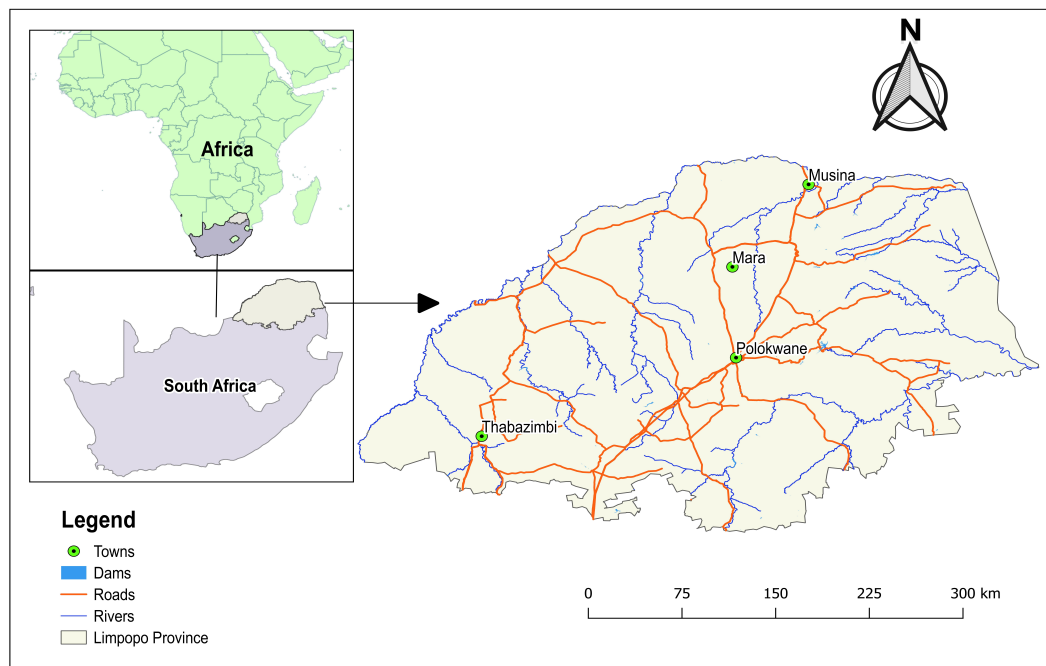 Africa
South Africa
N
Musina
Mara
Polokwane
Thabazimbi
Legend
Towns
Dams
Roads
Rivers
Limpopo Province
0 75 150 225 300 km